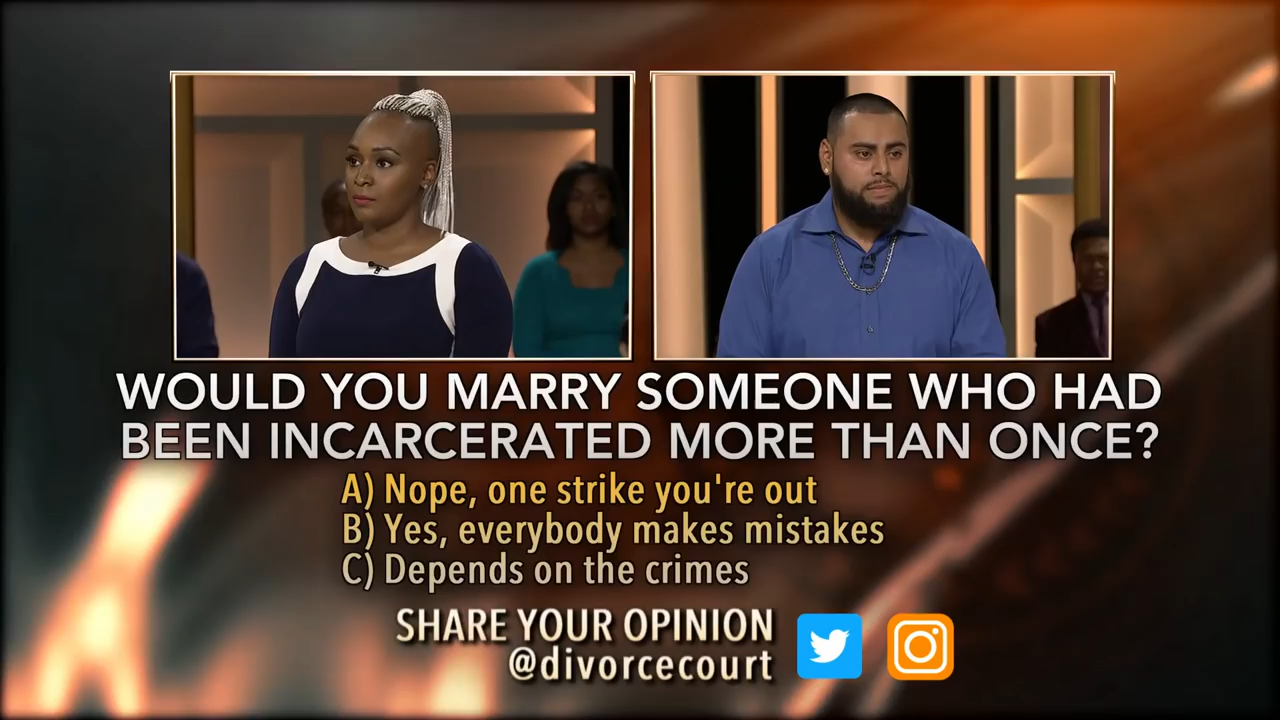 WOULD YOU MARRY SOMEONE WHO HAD
BEEN INCARCERATED MORE THAN ONCE?
A) Nope, one strike you're out
B) Yes, everybody makes mistakes
C) Depends on the crimes
SHARE YOUR OPINION
@divorcecourt